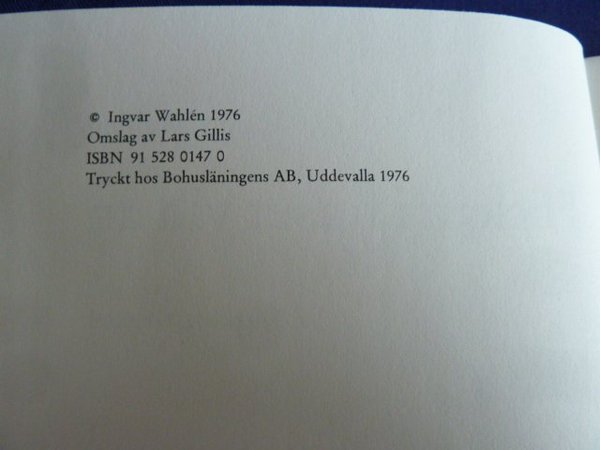 © Ingvar Wahlén 1976
Omslag av Lars Gillis
ISBN 91 528 0147 0
Tryckt hos Bohusläningens AB, Uddevalla 1976